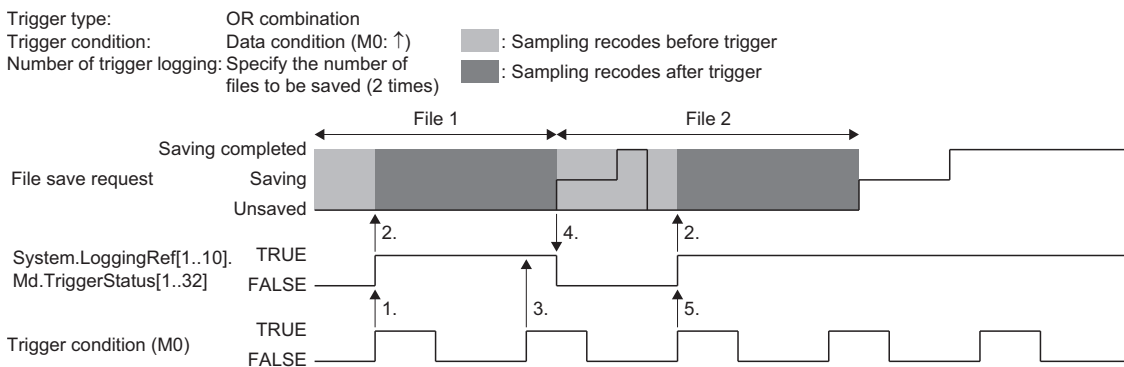 Trigger type: OR combination
Trigger condition: Data condition (M0: ↑)
: Sampling recodes before trigger
Number of trigger logging: Specify the number of
files to be saved (2 times)
: Sampling recodes after trigger
File 1 File 2
Saving completed
File save request Saving
Unsaved
2. 4. 2.
System.LoggingRef[1..10]. TRUE
Md.TriggerStatus[1..32] FALSE
1. 3. 5.
TRUE
Trigger condition (M0)
FALSE